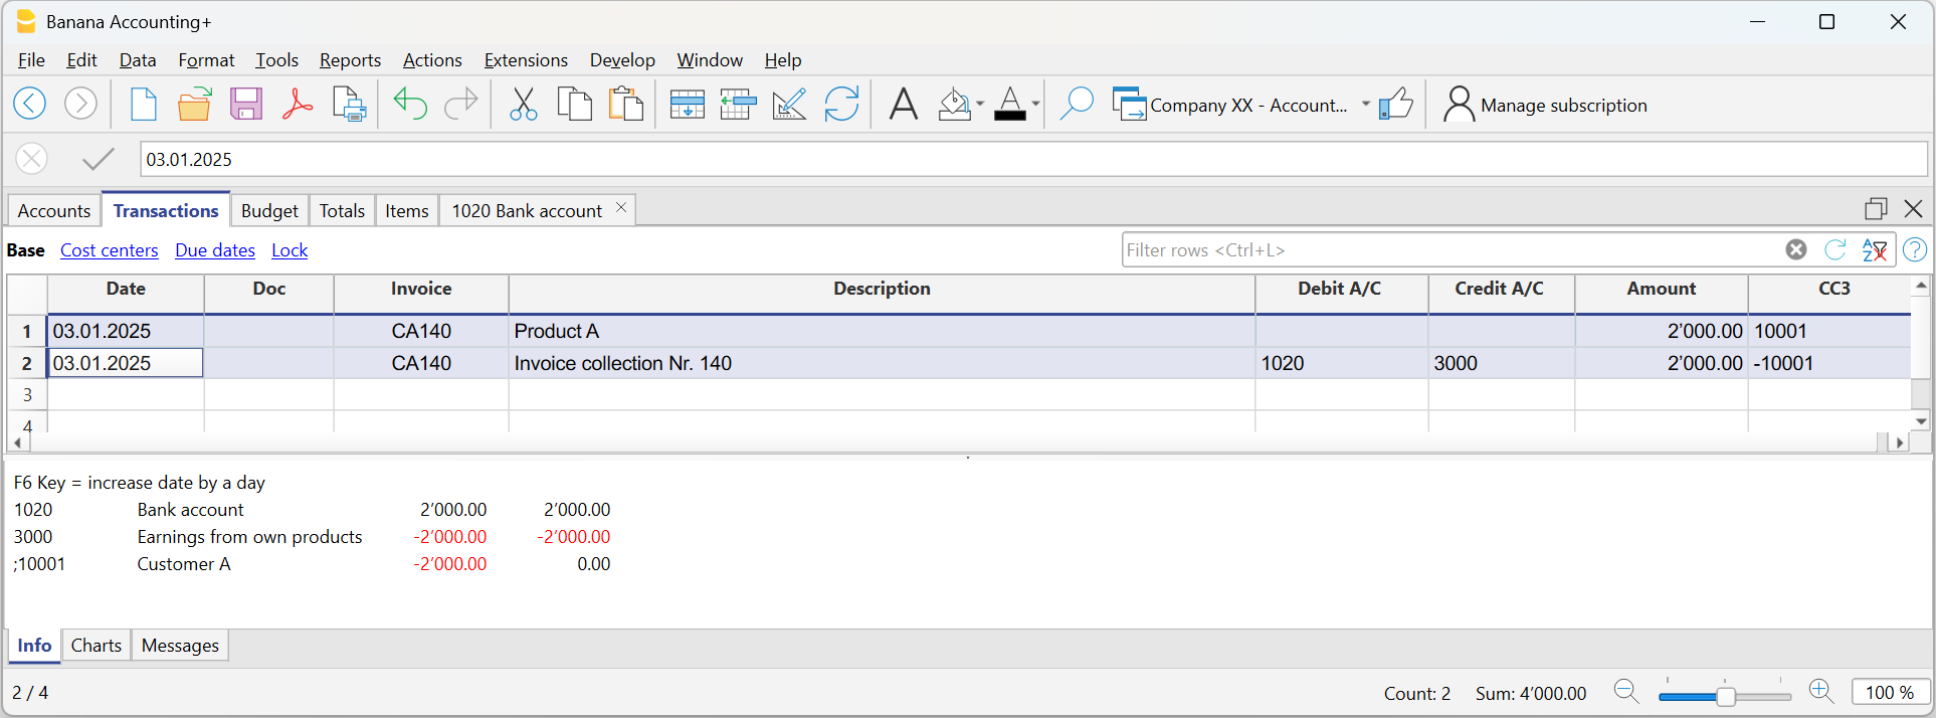 Banana Accounting+
File Edit Data Format Tools Reports Actions Extensions Develop Window Help
Company XX - Account... Manage subscription
03.01.2025
Accounts Transactions Budget Totals Items 1020 Bank account
Base Cost centers Due dates Lock Filter rows <Ctrl+L>
Date Doc Invoice Description Debit A/C Credit A/C Amount CC3
1 03.01.2025 CA140 Product A 2’000.00 10001
2 03.01.2025 CA140 Invoice collection Nr. 140 1020 3000 2’000.00 -10001
3
4
F6 Key = increase date by a day
1020 Bank account 2’000.00 2’000.00
3000 Earnings from own products -2’000.00 -2’000.00
;10001 Customer A -2’000.00 0.00
Info Charts Messages
2 / 4 Count: 2 Sum: 4’000.00 100 %